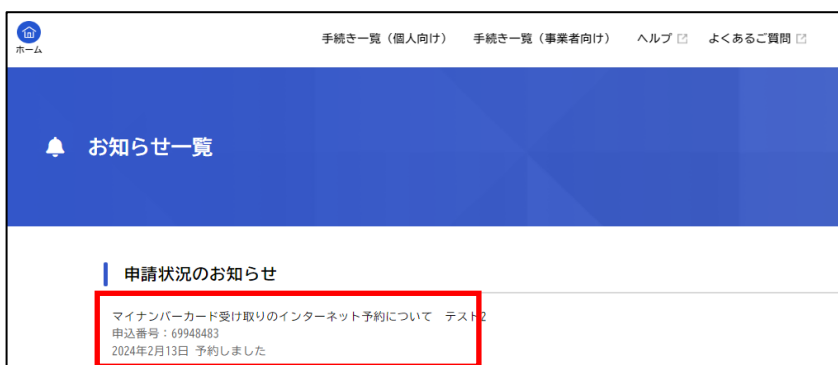 ホーム
手続き一覧（個人向け）　手続き一覧（事業者向け）　ヘルプ　よくあるご質問
お知らせ一覧
申請状況のお知らせ
マイナンバーカード受け取りのインターネット予約について　テスト2
申込番号：69948483
2024年2月13日 予約しました